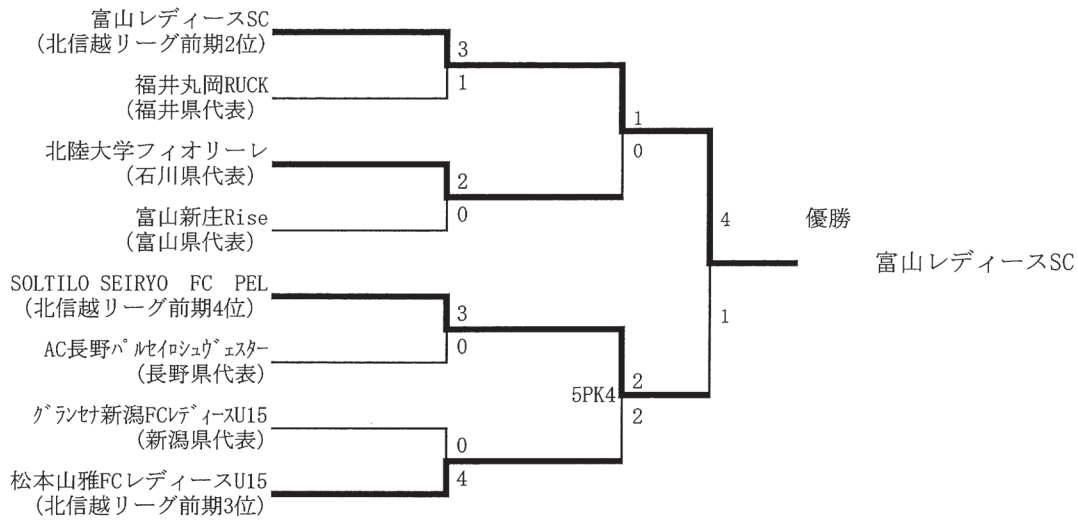 富山レディースSC
(北信越リーグ前期2位)
3
1
福井丸岡RUCK
(福井県代表)
1
0
北陸大学フィオリーレ
(石川県代表)
2
0
富山新庄Rise
(富山県代表)
4
優勝
富山レディースSC
1
SOLTILO SEIRYO FC PEL
(北信越リーグ前期4位)
3
0
AC長野ﾊﾟﾙｾｲﾛｼｭｳﾞｪｽﾀｰ
(長野県代表)
5PK4
2
2
ｸﾞﾗﾝｾﾅ新潟FCﾚﾃﾞｨｰｽU15
(新潟県代表)
0
4
松本山雅FCレディースU15
(北信越リーグ前期3位)